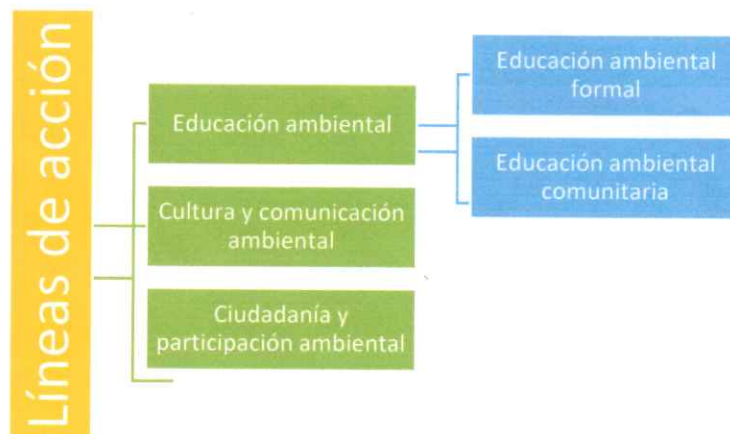 Líneas de acción
Educación ambiental
Cultura y comunicación
ambiental
Ciudadanía y
participación ambiental
Educación ambiental
formal
Educación ambiental
comunitaria